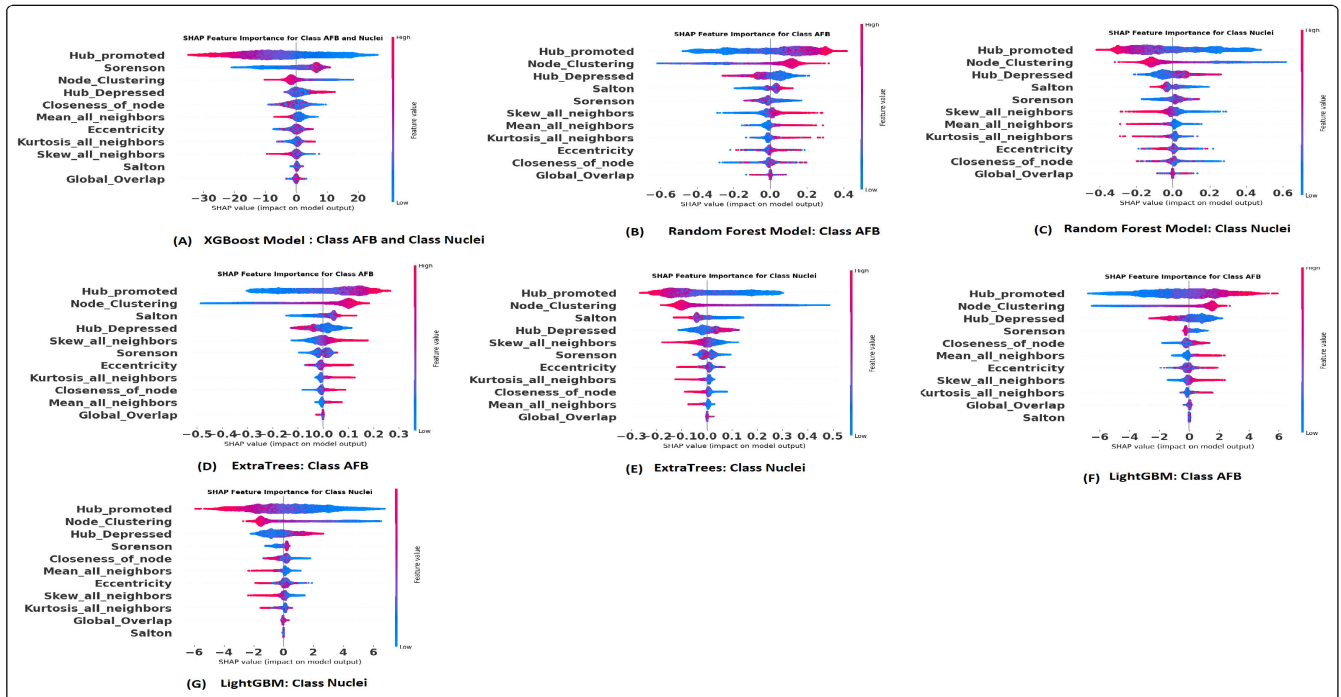 SHAP Feature Importance for Class AFB and Nuclei
High
Hub_promoted
Sorenson
Node_Clustering
Hub_Depressed
Closeness_of_node
Mean_all_neighbors
Eccentricity
Kurtosis_all_neighbors
Skew_all_neighbors
Salton
Global_Overlap
Feature value
Low
−30 −20 −10 0 10 20
SHAP value (impact on model output)
(A) XGBoost Model : Class AFB and Class Nuclei
SHAP Feature Importance for Class AFB
High
Hub_promoted
Node_Clustering
Hub_Depressed
Salton
Sorenson
Skew_all_neighbors
Mean_all_neighbors
Kurtosis_all_neighbors
Eccentricity
Closeness_of_node
Global_Overlap
Feature value
Low
−0.6 −0.4 −0.2 0.0 0.2 0.4
SHAP value (impact on model output)
(B) Random Forest Model: Class AFB
SHAP Feature Importance for Class Nuclei
High
Hub_promoted
Node_Clustering
Hub_Depressed
Salton
Sorenson
Skew_all_neighbors
Mean_all_neighbors
Kurtosis_all_neighbors
Eccentricity
Closeness_of_node
Global_Overlap
Feature value
Low
−0.4 −0.2 0.0 0.2 0.4 0.6
SHAP value (impact on model output)
(C) Random Forest Model: Class Nuclei
SHAP Feature Importance for Class AFB
High
Hub_promoted
Node_Clustering
Salton
Hub_Depressed
Skew_all_neighbors
Sorenson
Eccentricity
Kurtosis_all_neighbors
Closeness_of_node
Mean_all_neighbors
Global_Overlap
Feature value
Low
−0.5−0.4−0.3−0.2−0.1 0.0 0.1 0.2 0.3
SHAP value (impact on model output)
(D) ExtraTrees: Class AFB
SHAP Feature Importance for Class Nuclei
High
Hub_promoted
Node_Clustering
Salton
Hub_Depressed
Skew_all_neighbors
Sorenson
Eccentricity
Kurtosis_all_neighbors
Closeness_of_node
Mean_all_neighbors
Global_Overlap
Feature value
Low
−0.3−0.2−0.1 0.0 0.1 0.2 0.3 0.4 0.5
SHAP value (impact on model output)
(E) ExtraTrees: Class Nuclei
SHAP Feature Importance for Class AFB
High
Hub_promoted
Node_Clustering
Hub_Depressed
Sorenson
Closeness_of_node
Mean_all_neighbors
Eccentricity
Skew_all_neighbors
Kurtosis_all_neighbors
Global_Overlap
Salton
Feature value
Low
−6 −4 −2 0 2 4 6
SHAP value (impact on model output)
(F) LightGBM: Class AFB
SHAP Feature Importance for Class Nuclei
Hub_promoted
Node_Clustering
Hub_Depressed
Sorenson
Closeness_of_node
Mean_all_neighbors
Eccentricity
Skew_all_neighbors
Kurtosis_all_neighbors
Global_Overlap
Salton
Feature value
Low
−6 −4 −2 0 2 4 6
SHAP value (impact on model output)
(G) LightGBM: Class Nuclei